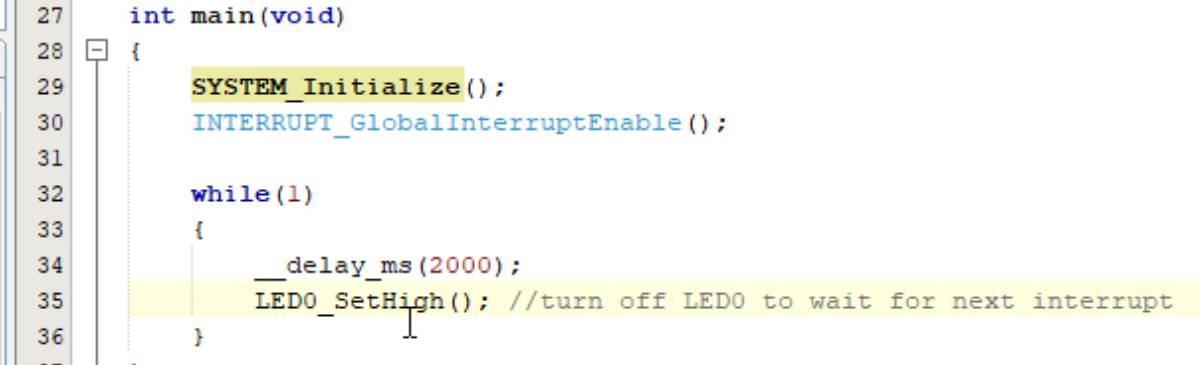 27 int main(void)
28 {
29 SYSTEM_Initialize();
30 INTERRUPT_GlobalInterruptEnable();
31
32 while(1)
33 {
34 __delay_ms(2000);
35 LED0_SetHigh(); //turn off LED0 to wait for next interrupt
36 }